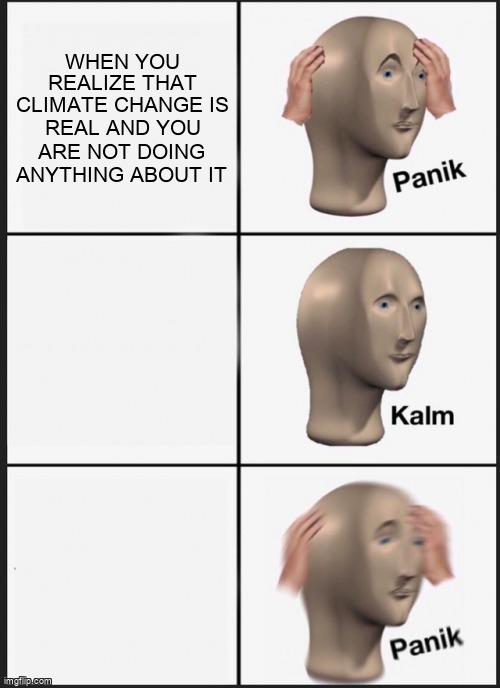 WHEN YOU
REALIZE THAT
CLIMATE CHANGE IS
REAL AND YOU
ARE NOT DOING
ANYTHING ABOUT IT
Panik
Kalm
Panik
imgflip.com